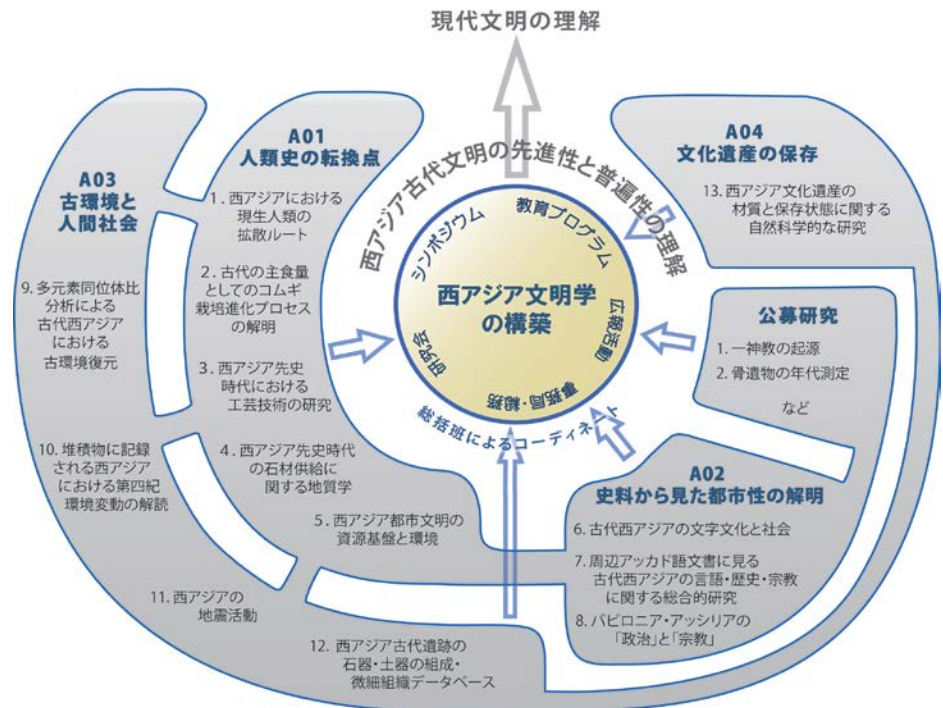 現代文明の理解
西アジア古代文明の先進性と普遍性の理解
A03
古環境と
人間社会
9. 多元素同位体比
分析による
古代西アジア
における
古環境復元
10. 堆積物に記録
される西アジア
における第四紀
環境変動の解読
11. 西アジアの
地震活動
12. 西アジア古代遺跡の
石器・土器の組成・
微細組織データベース
A01
人類史の転換点
1. 西アジアにおける
現生人類の
拡散ルート
2. 古代の主食量
としてのコムギ
栽培進化プロセス
の解明
3. 西アジア先史
時代における
工芸技術の研究
4. 西アジア先史時代
の石材供給に
関する地質学
5. 西アジア都市文明の
資源基盤と環境
シンポジウム
教育プログラム
広報活動
事務局・総務
研究会
西アジア文明学
の構築
総括班によるコーディネート
A04
文化遺産の保存
13. 西アジア文化遺産の
材質と保存状態に関する
自然科学的な研究
公募研究
1. 一神教の起源
2. 骨遺物の年代測定
など
A02
史料から見た都市性の解明
6. 古代西アジアの文字文化と社会
7. 周辺アッカド語文書に見る
古代西アジアの言語・歴史・宗教
に関する総合的研究
8. バビロニア・アッシリアの
「政治」と「宗教」